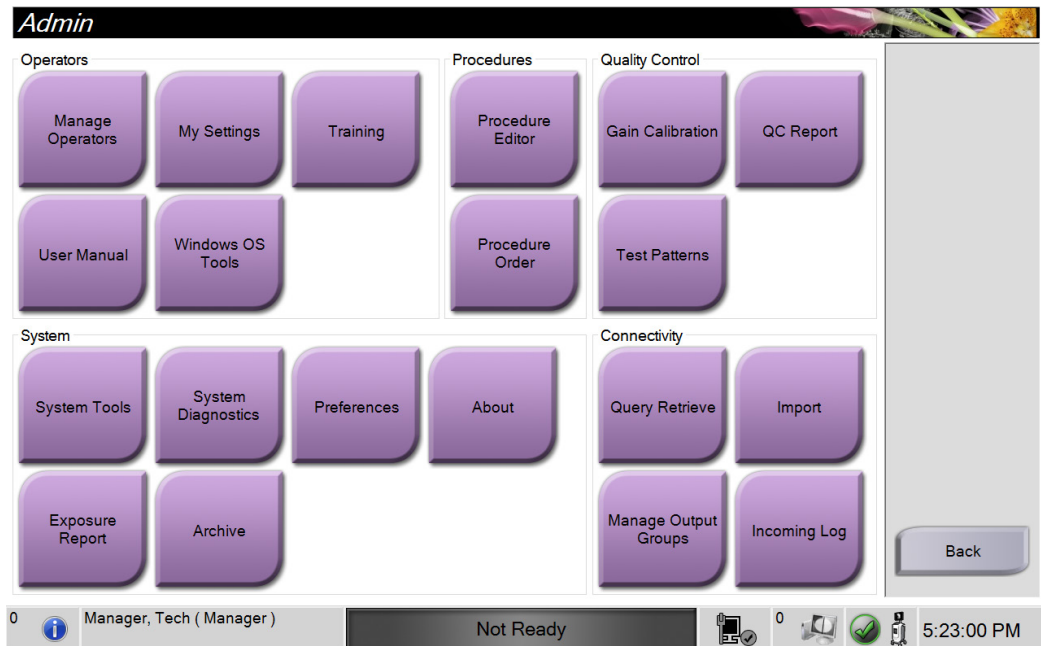 Admin
Operators
Manage
Operators
My Settings
Training
User Manual
Windows OS
Tools
Procedures
Procedure
Editor
Procedure
Order
Quality Control
Gain Calibration
QC Report
Test Patterns
System
System Tools
System
Diagnostics
Preferences
About
Exposure
Report
Archive
Connectivity
Query Retrieve
Import
Manage Output
Groups
Incoming Log
Back
0
Manager, Tech ( Manager )
Not Ready
0
5:23:00 PM